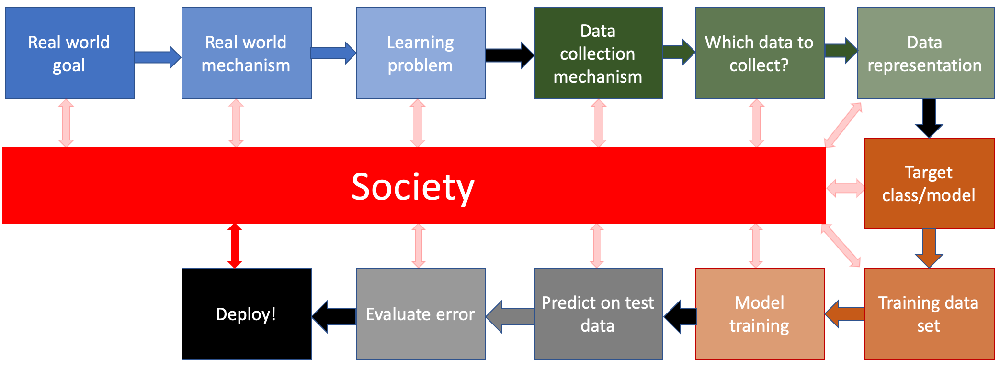 Real world
goal
Real world
mechanism
Learning
problem
Data
collection
mechanism
Which data to
collect?
Data
representation
Society
Target
class/model
Deploy!
Evaluate error
Predict on test
data
Model
training
Training data
set